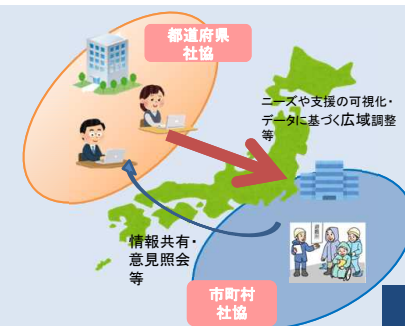 都道府県
社協
ニーズや支援の可視化・
データに基づく広域調整
等
情報共有・
意見照会
等
市町村
社協